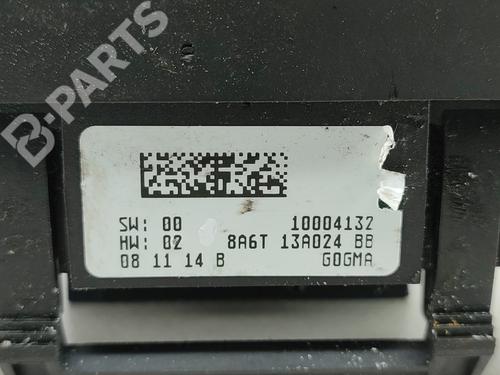 B-PARTS
SW: 00 10004132
HW: 02 8A6T 13A024 BB
08 11 14 B GOGMA